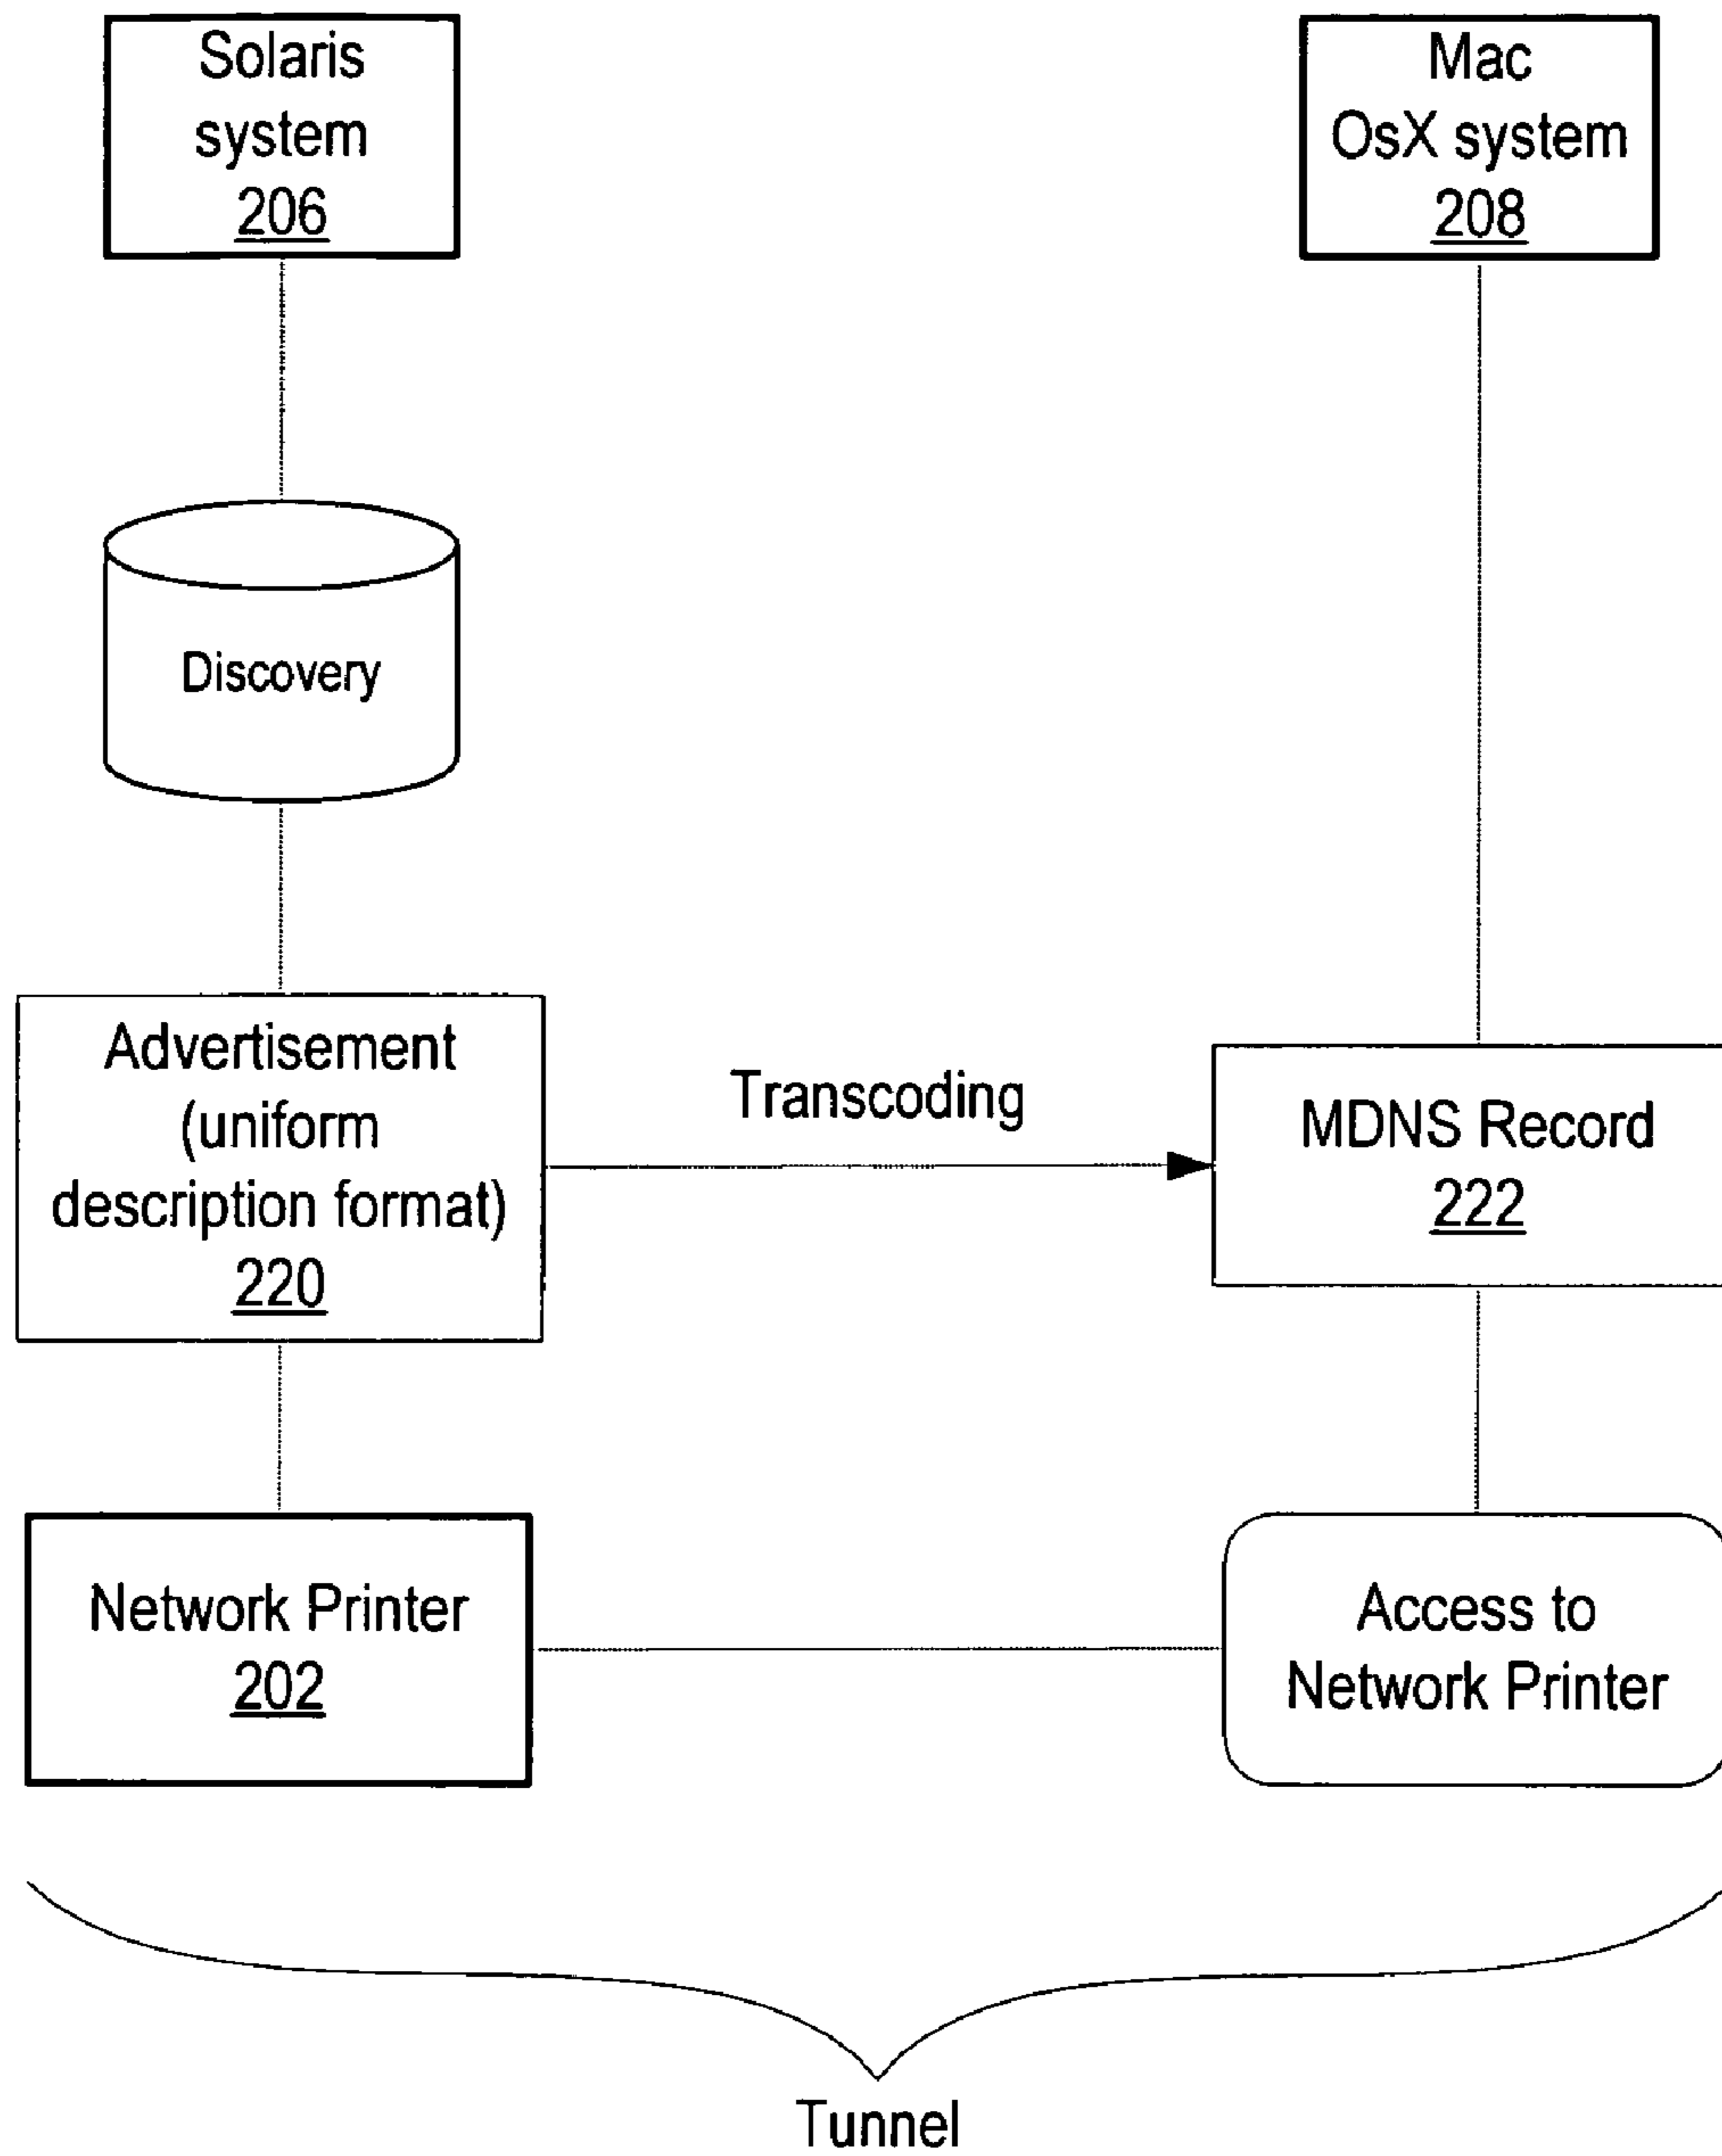 Solaris
system
206
Mac
OsX system
208
Discovery
Advertisement
(uniform
description format)
220
Transcoding
MDNS Record
222
Network Printer
202
Access to
Network Printer
Tunnel